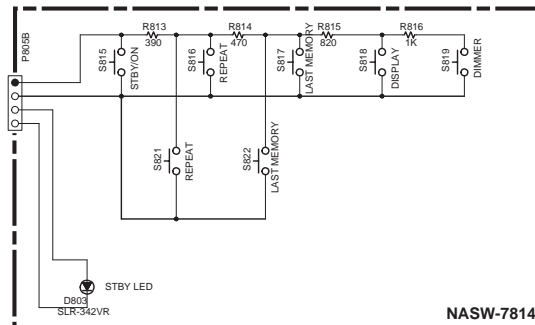 P805B
R813
390
R814
470
R815
820
R816
1K
S815
STBY/ON
S816
REPEAT
S817
LAST MEMORY
S818
DISPLAY
S819
DIMMER
S821
REPEAT
S822
LAST MEMORY
STBY LED
D803
SLR-342VR
NASW-7814